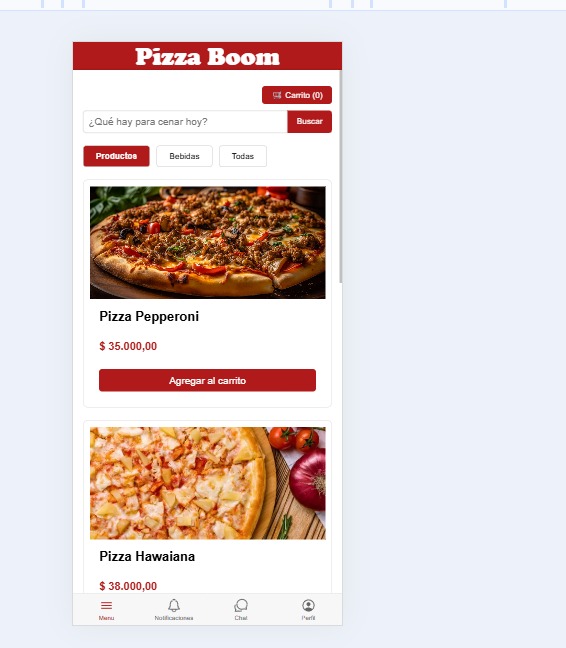 Pizza Boom
Carrito (0)
¿Qué hay para cenar hoy?
Buscar
Productos
Bebidas
Todas
Pizza Pepperoni
$ 35.000,00
Agregar al carrito
Pizza Hawaiana
$ 38.000,00
Menu
Notificaciones
Chat
Perfil